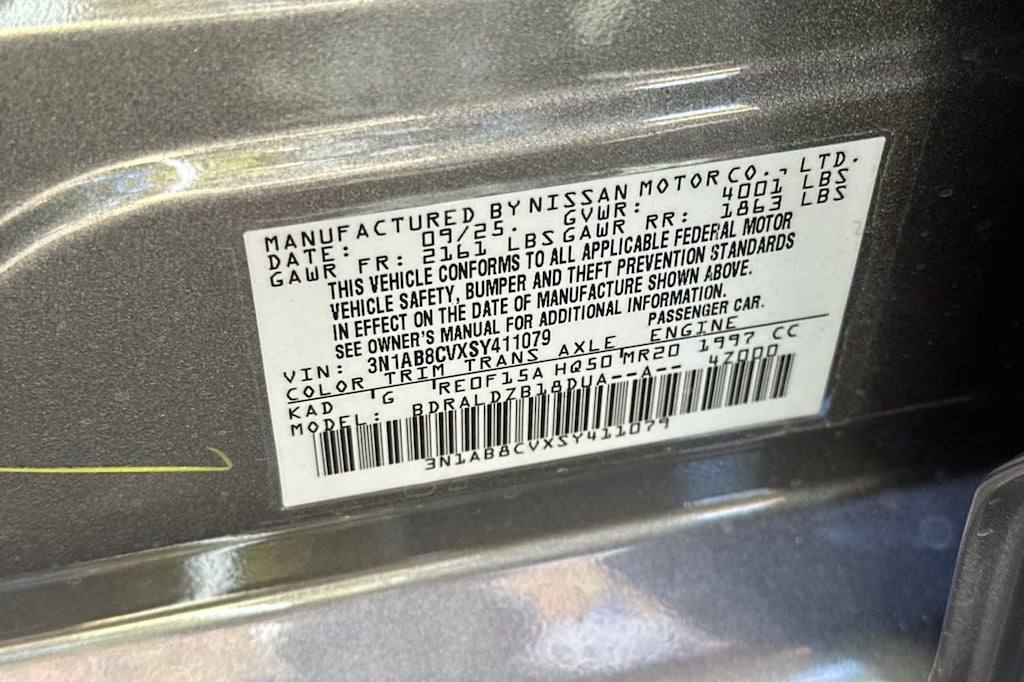 MANUFACTURED BY NISSAN MOTOR CO., LTD.
DATE: 09/25. GVWR: 4001 LBS
GAWR FR: 2161 LBS GAWR RR: 1863 LBS
THIS VEHICLE CONFORMS TO ALL APPLICABLE FEDERAL MOTOR
VEHICLE SAFETY, BUMPER AND THEFT PREVENTION STANDARDS
IN EFFECT ON THE DATE OF MANUFACTURE SHOWN ABOVE.
SEE OWNER'S MANUAL FOR ADDITIONAL INFORMATION.
VIN: 3N1AB8CVXSY411079 PASSENGER CAR.
COLOR TRIM TRANS AXLE ENGINE
KAD 'G 'RE0F15A HQ50 MR20 1997 CC
MODEL: BDRALDZB18DUA--A-- 4Z000
3N1AB8CVXSY411079